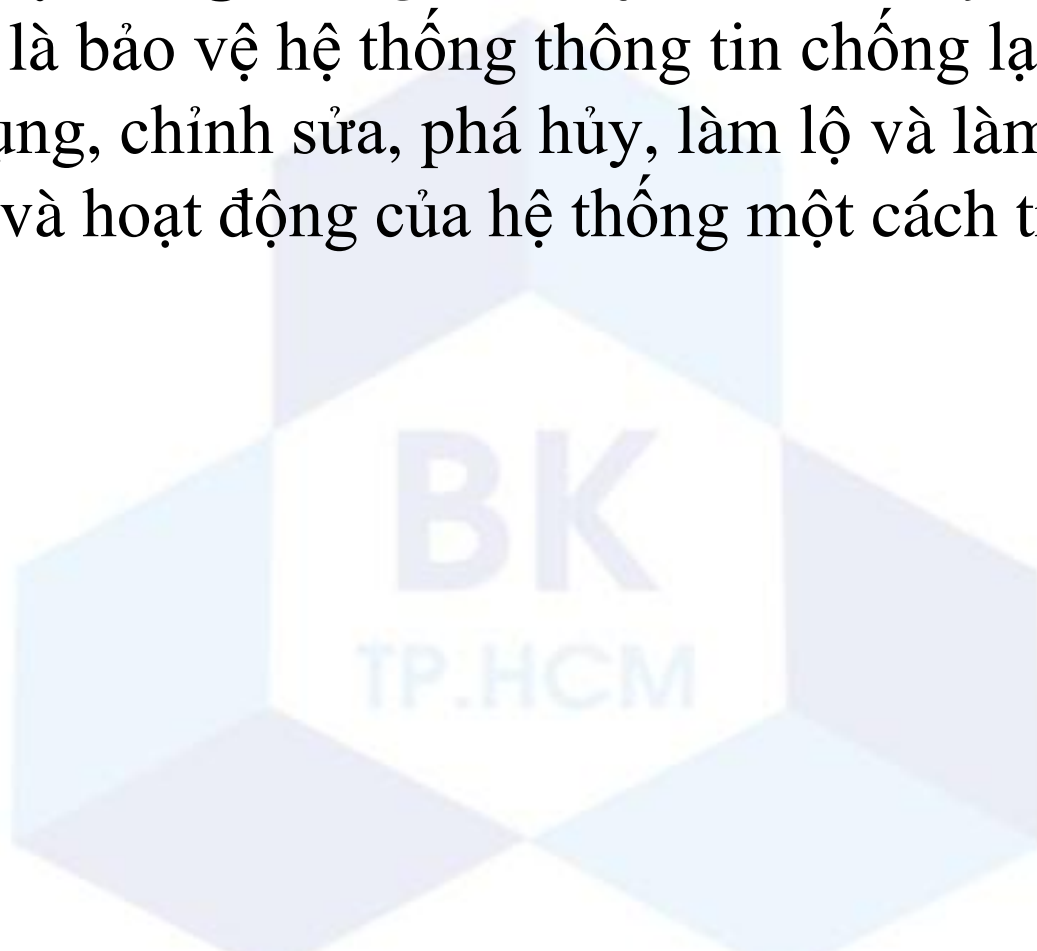 là bảo vệ hệ thống thông tin chống
chỉnh sửa, phá hủy, làm lộ và
và hoạt động của hệ thống một cách
BK
TP.HCM